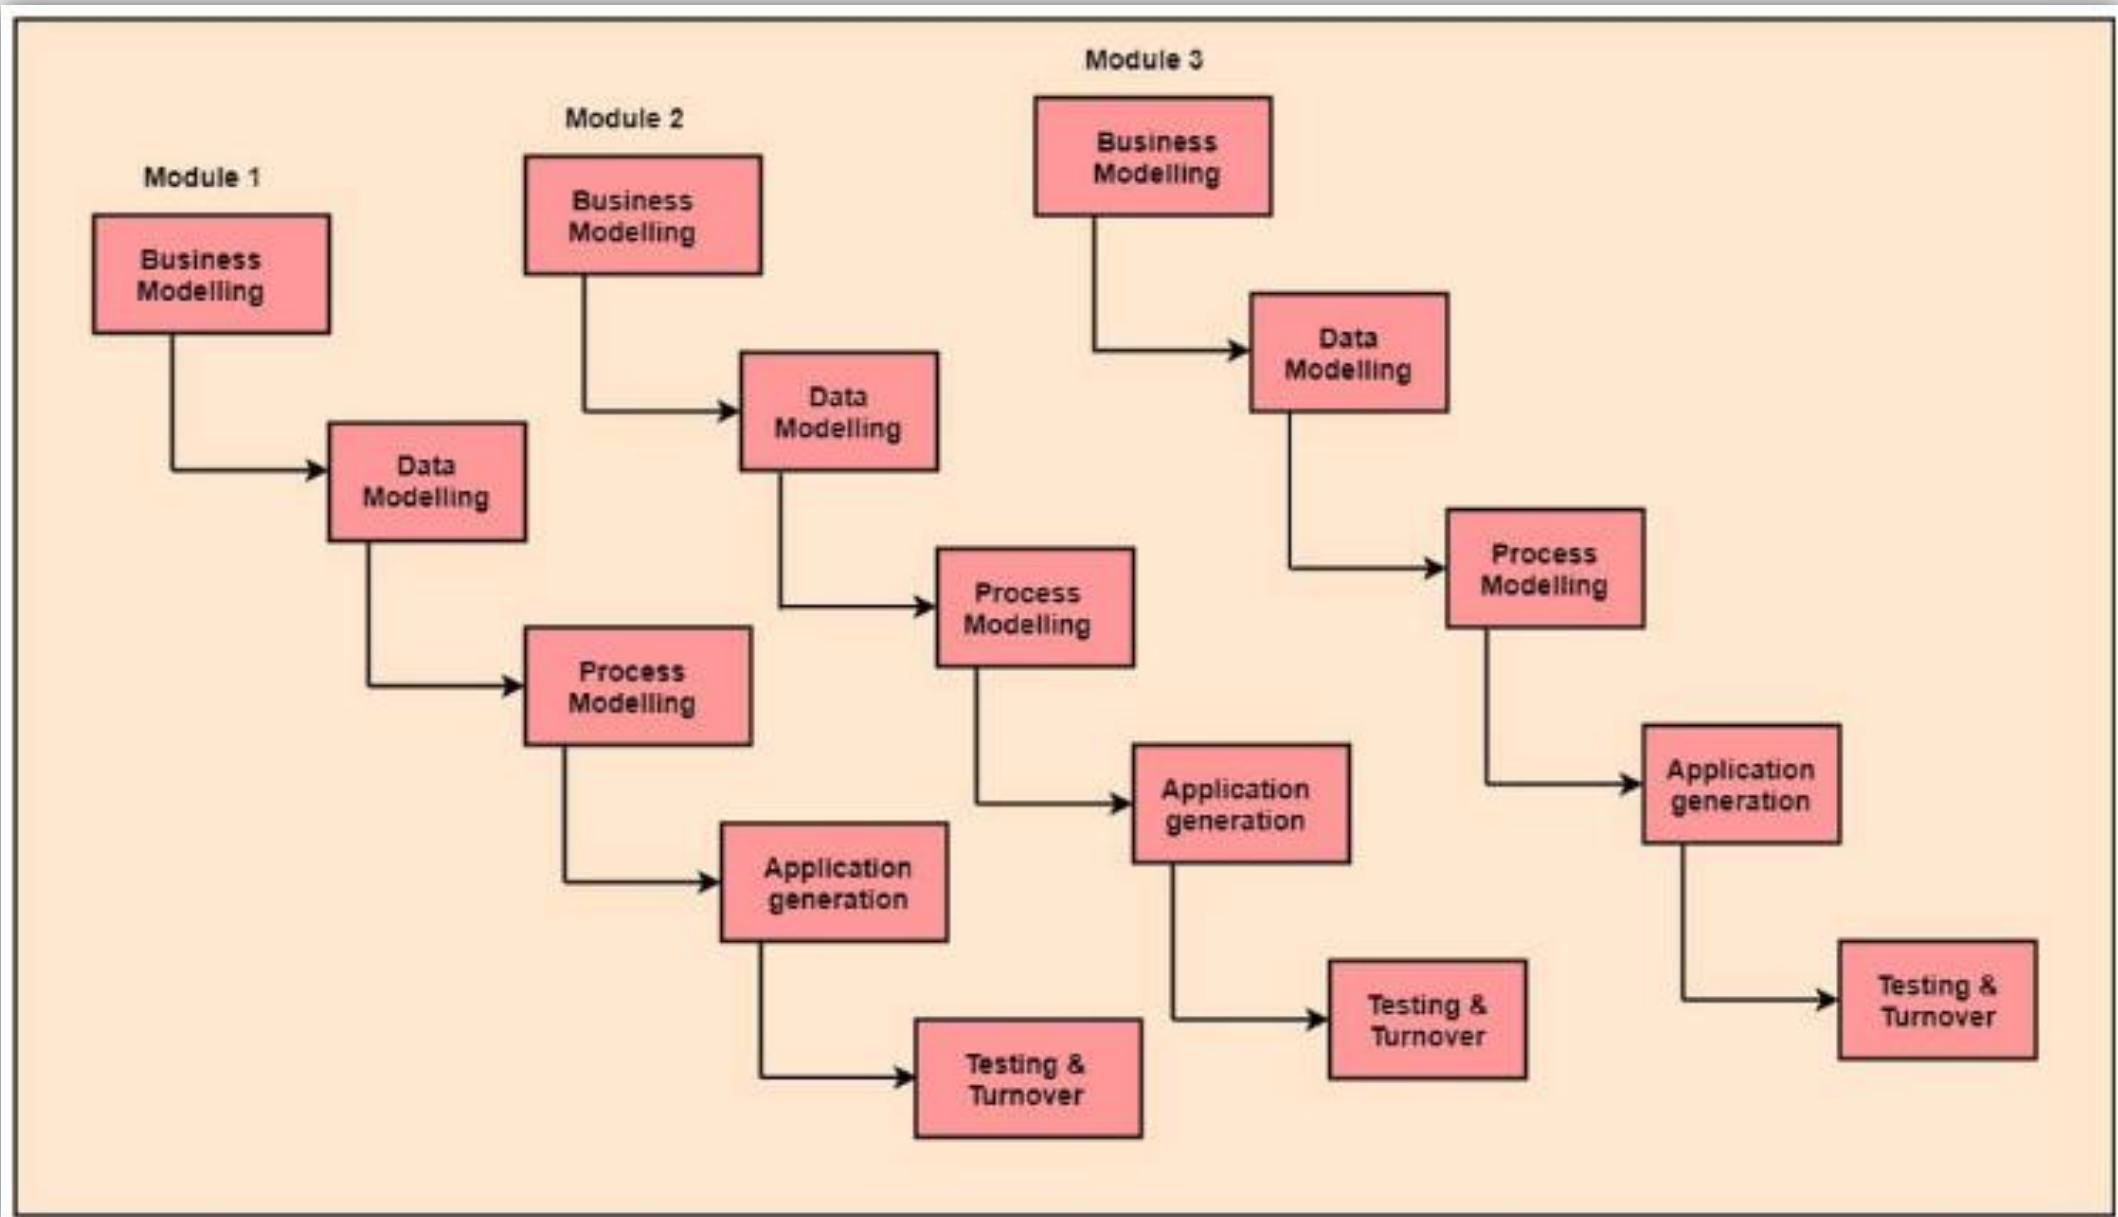 Module 1
Business
Modelling
Data
Modelling
Process
Modelling
Application
generation
Testing &
Turnover
Module 2
Business
Modelling
Data
Modelling
Process
Modelling
Application
generation
Testing &
Turnover
Module 3
Business
Modelling
Data
Modelling
Process
Modelling
Application
generation
Testing &
Turnover